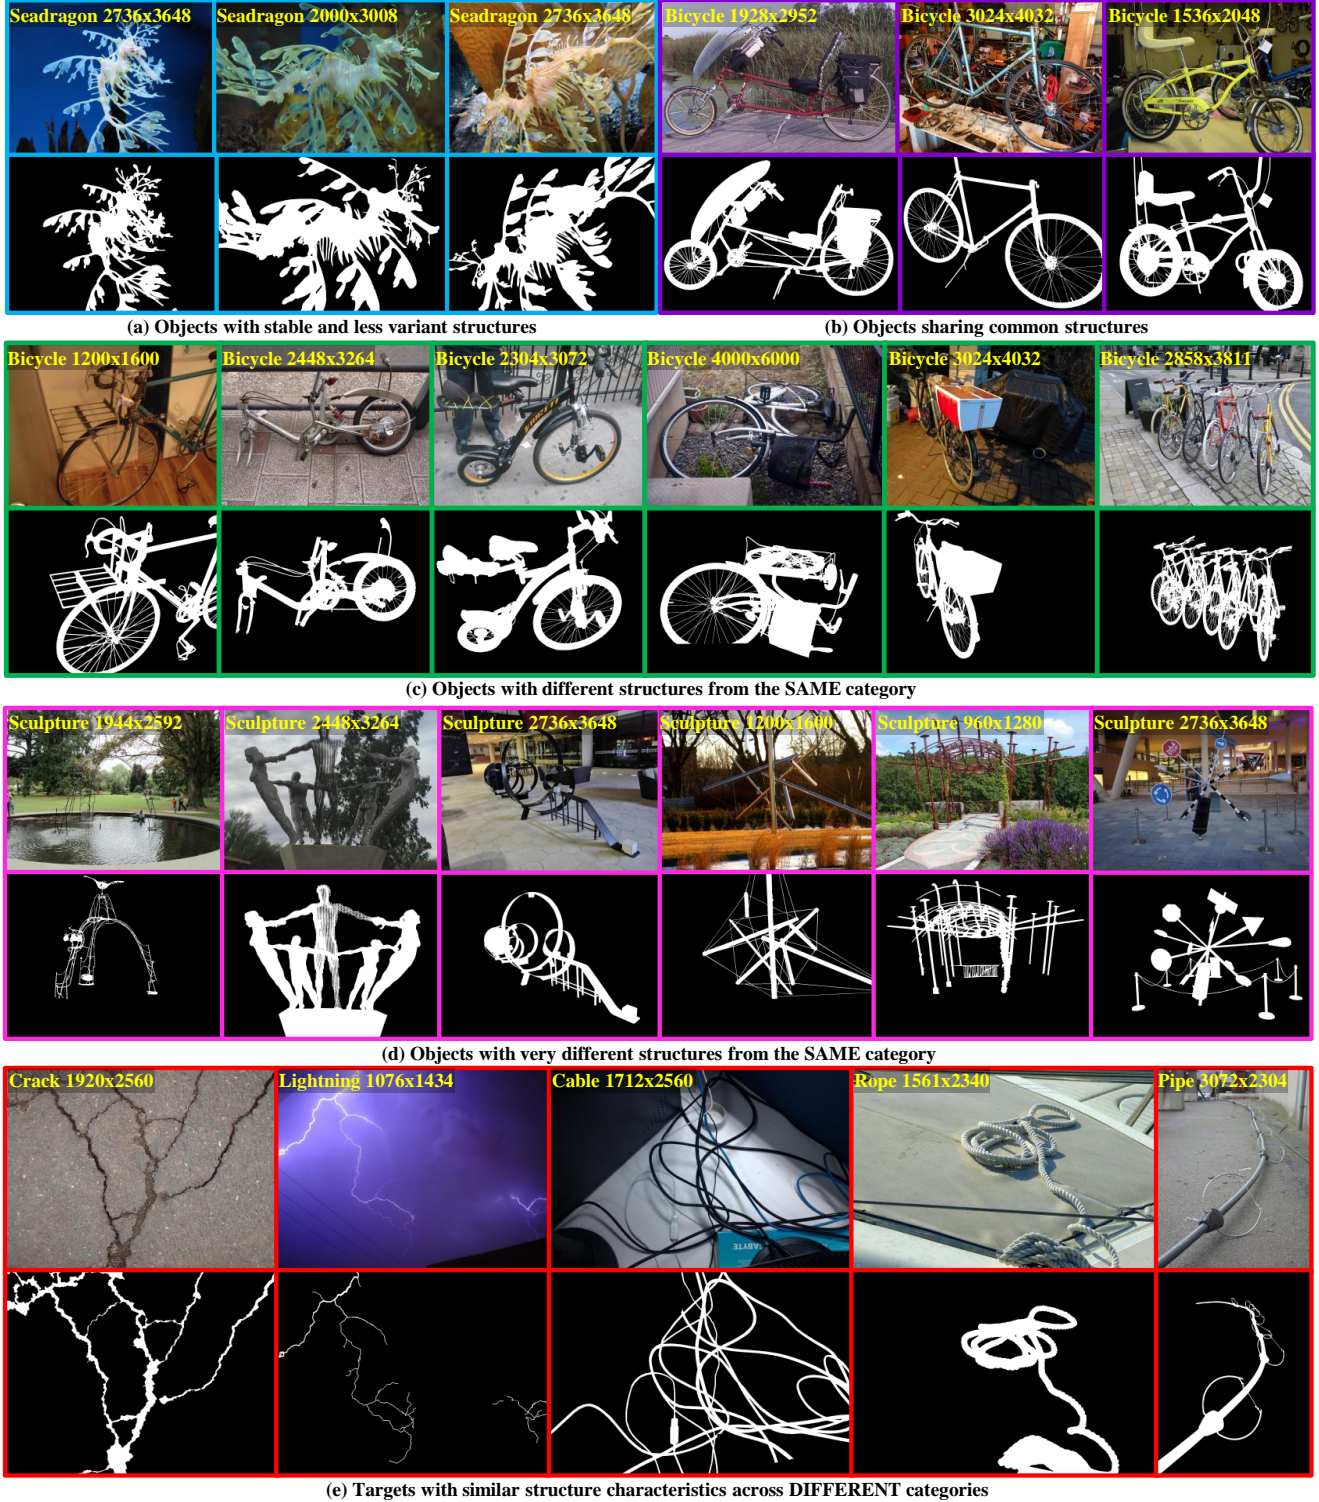 Seadragon 2736x3648
Seadragon 2000x3008
Seadragon 2736x3648
Bicycle 1928x2952
Bicycle 3024x4032
Bicycle 1536x2048
(a) Objects with stable and less variant structures
(b) Objects sharing common structures
Bicycle 1200x1600
Bicycle 2448x3264
Bicycle 2304x3072
Bicycle 4000x6000
Bicycle 3024x4032
Bicycle 2858x3811
(c) Objects with different structures from the SAME category
Sculpture 1944x2592
Sculpture 2448x3264
Sculpture 2736x3648
Sculpture 1200x1600
Sculpture 960x1280
Sculpture 2736x3648
(d) Objects with very different structures from the SAME category
Crack 1920x2560
Lightning 1076x1434
Cable 1712x2560
Rope 1561x2340
Pipe 3072x2304
(e) Targets with similar structure characteristics across DIFFERENT categories